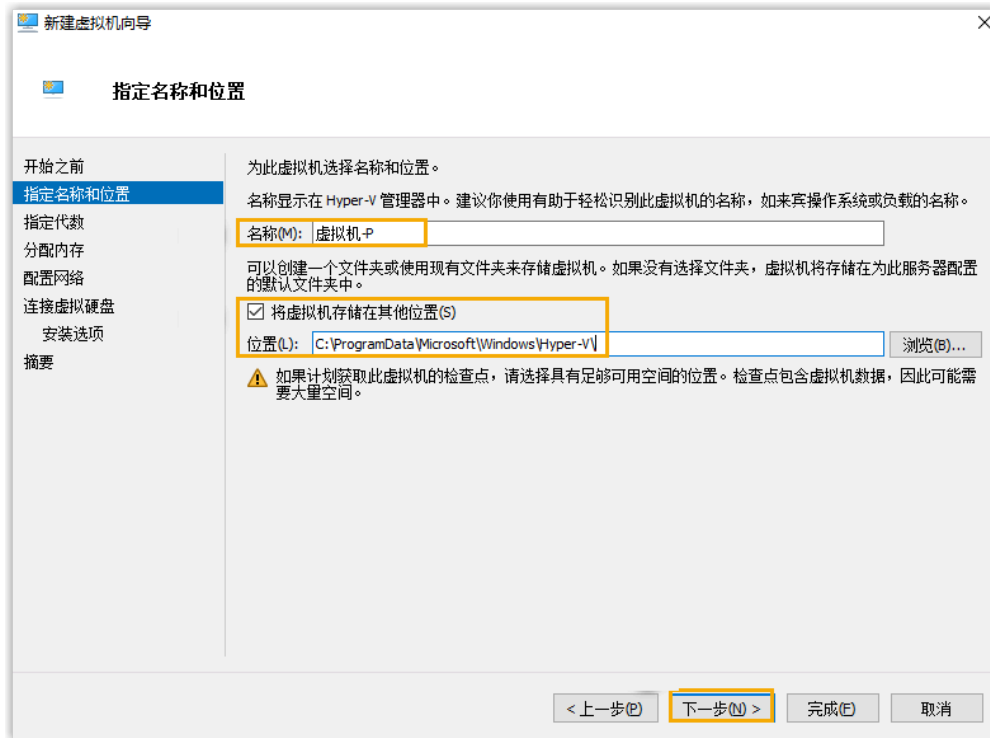 新建虚拟机向导
指定名称和位置
开始之前
指定名称和位置
指定代数
分配内存
配置网络
连接虚拟硬盘
安装选项
摘要
为此虚拟机选择名称和位置。
名称显示在 Hyper-V 管理器中。建议你使用有助于轻松识别此虚拟机的名称，如来宾操作系统或负载的名称。
名称(M): 虚拟机-P
可以创建一个文件夹或使用现有文件夹来存储虚拟机。如果没有选择文件夹，虚拟机将存储在为此服务器配置
的默认文件夹中。
将虚拟机存储在其他位置(S)
位置(L): C:\ProgramData\Microsoft\Windows\Hyper-V\ 浏览(B)...
如果计划获取此虚拟机的检查点，请选择具有足够可用空间的位置。检查点包含虚拟机数据，因此可能需
要大量空间。
< 上一步(P) 下一步(N) > 完成(F) 取消